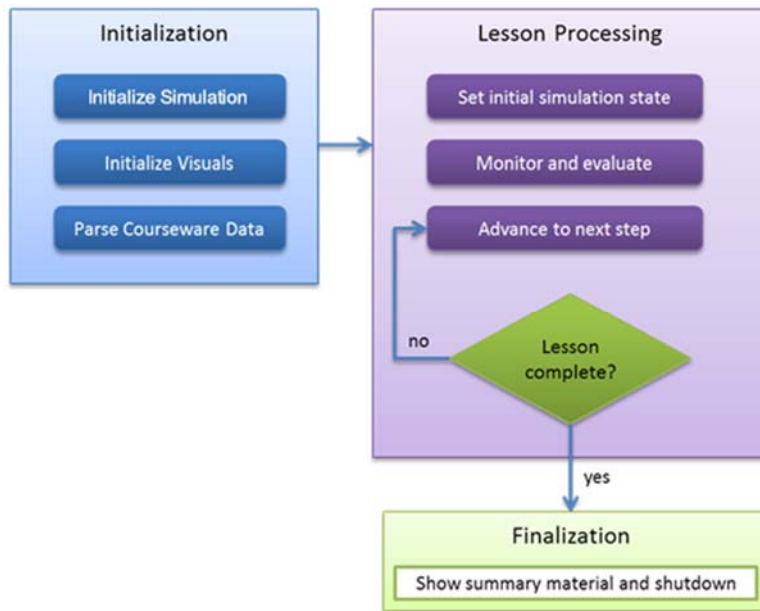 Initialization
Initialize Simulation
Initialize Visuals
Parse Courseware Data
Lesson Processing
Set initial simulation state
Monitor and evaluate
Advance to next step
no
Lesson
complete?
yes
Finalization
Show summary material and shutdown